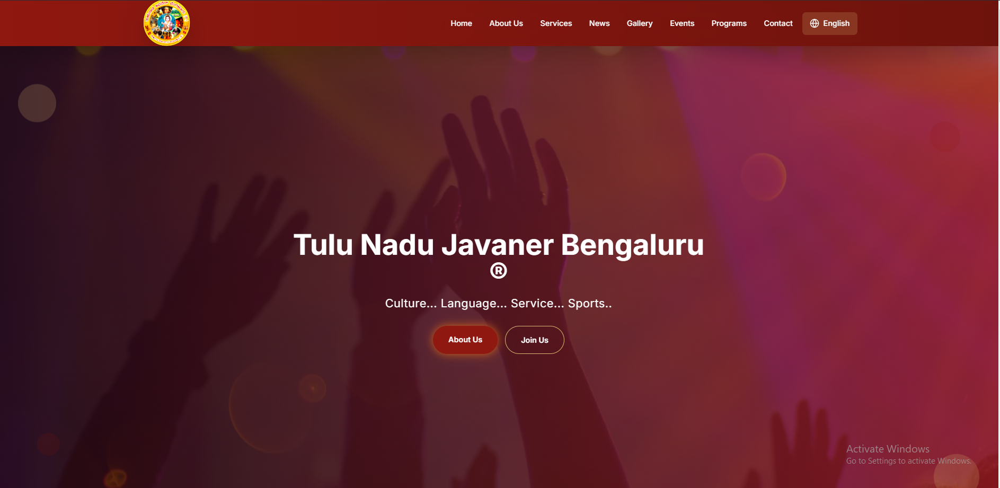 Home About Us Services News Gallery Events Programs Contact English
Tulu Nadu Javaner Bengaluru
®
Culture... Language... Service... Sports..
About Us Join Us
Activate Windows
Go to Settings to activate Windows.